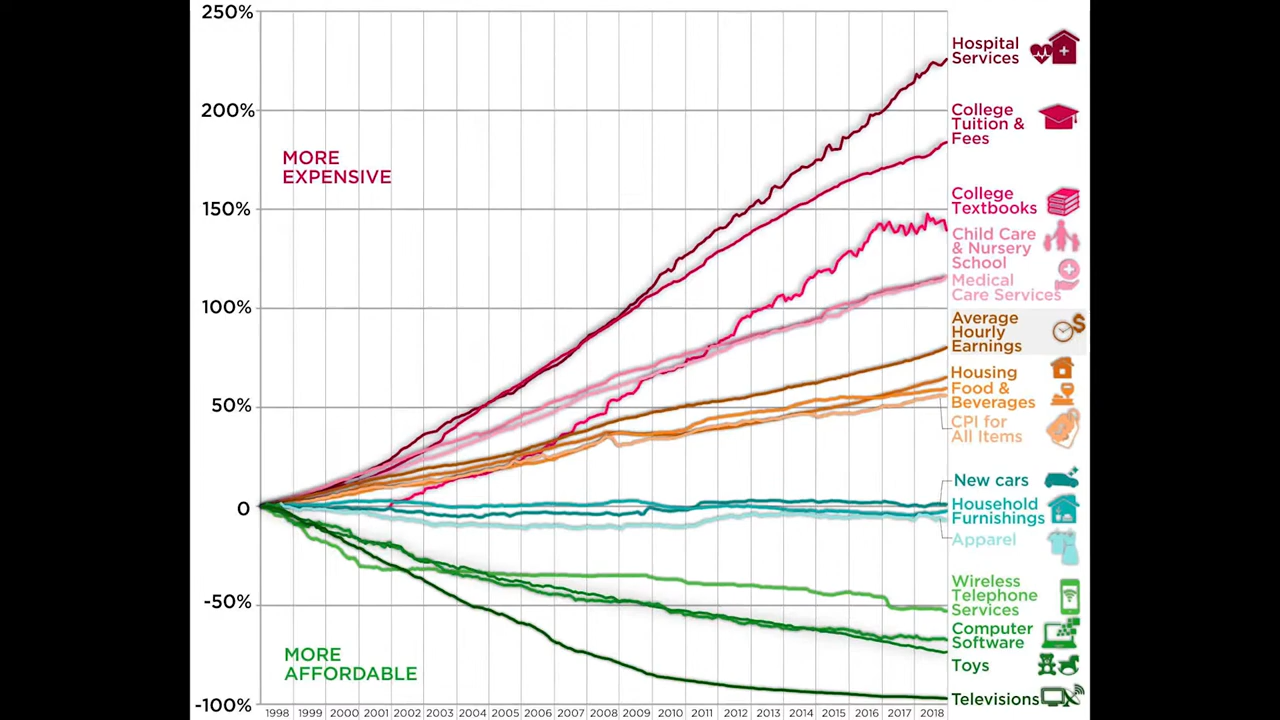 250%
200%
150%
100%
50%
0
-50%
-100%
MORE
EXPENSIVE
MORE
AFFORDABLE
Hospital
Services
College
Tuition &
Fees
College
Textbooks
Child Care
& Nursery
School
Medical
Care Services
Average
Hourly
Earnings
$
Housing
Food &
Beverages
CPI for
All Items
New cars
Household
Furnishings
Apparel
Wireless
Telephone
Services
Computer
Software
Toys
Televisions
1998 1999 2000 2001 2002 2003 2004 2005 2006 2007 2008 2009 2010 2011 2012 2013 2014 2015 2016 2017 2018